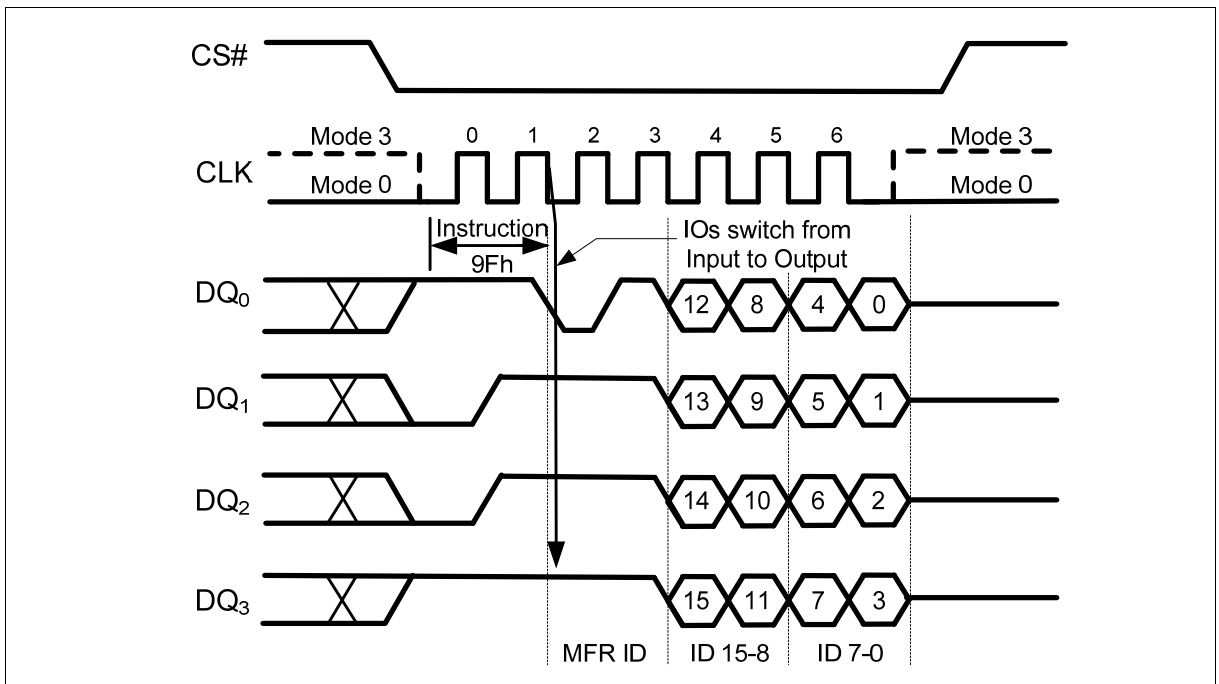 CS#
Mode 3 0 1 2 3 4 5 6 Mode 3
CLK
Mode 0 Mode 0
Instruction IOs switch from
9Fh Input to Output
DQ₀ 12 8 4 0
DQ₁ 13 9 5 1
DQ₂ 14 10 6 2
DQ₃ 15 11 7 3
MFR ID ID 15-8 ID 7-0